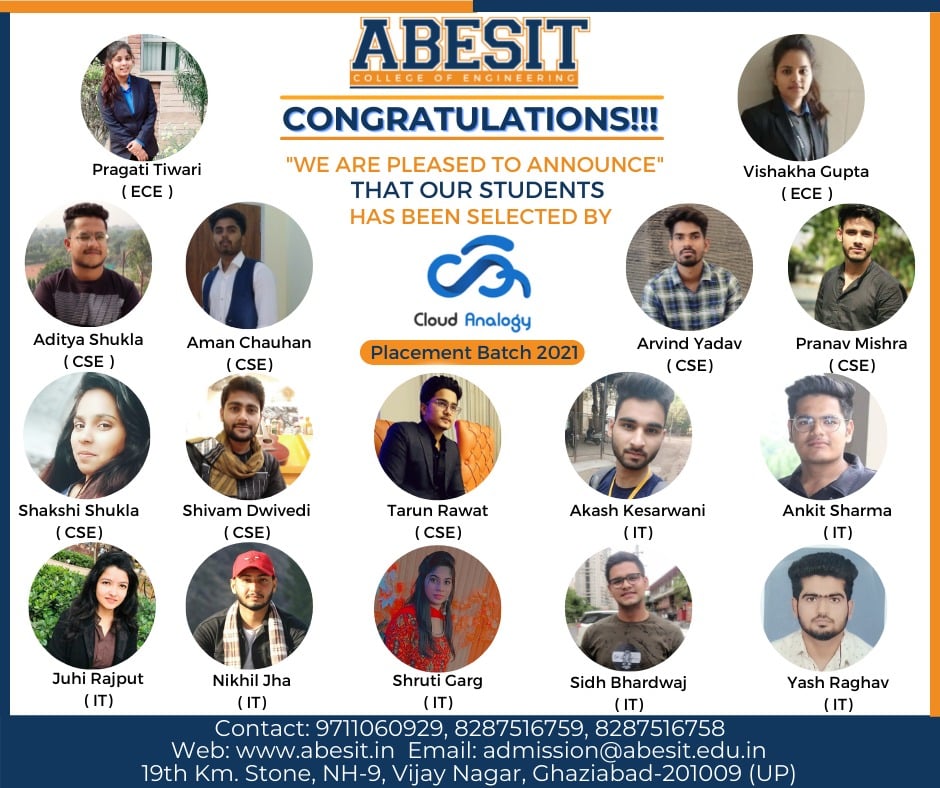 ABESIT
COLLEGE OF ENGINEERING
CONGRATULATIONS!!!
"WE ARE PLEASED TO ANNOUNCE"
THAT OUR STUDENTS
HAS BEEN SELECTED BY
Cloud Analogy
Placement Batch 2021
Pragati Tiwari
( ECE )
Vishakha Gupta
( ECE )
Aditya Shukla
( CSE )
Aman Chauhan
( CSE)
Arvind Yadav
( CSE)
Pranav Mishra
(CSE)
Shakshi Shukla
( CSE)
Shivam Dwivedi
( CSE)
Tarun Rawat
( CSE)
Akash Kesarwani
( IT)
Ankit Sharma
( IT)
Juhi Rajput
( IT)
Nikhil Jha
( IT)
Shruti Garg
( IT)
Sidh Bhardwaj
( IT)
Yash Raghav
( IT)
Contact: 9711060929, 8287516759, 8287516758
Web: www.abesit.in Email: admission@abesit.edu.in
19th Km. Stone, NH-9, Vijay Nagar, Ghaziabad-201009 (UP)